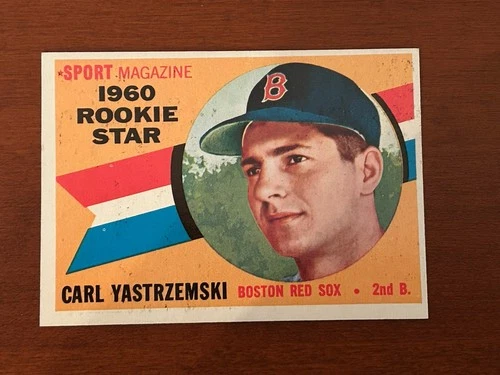 *SPORT MAGAZINE
1960
ROOKIE
STAR
B
CARL YASTRZEMSKI BOSTON RED SOX • 2nd B.